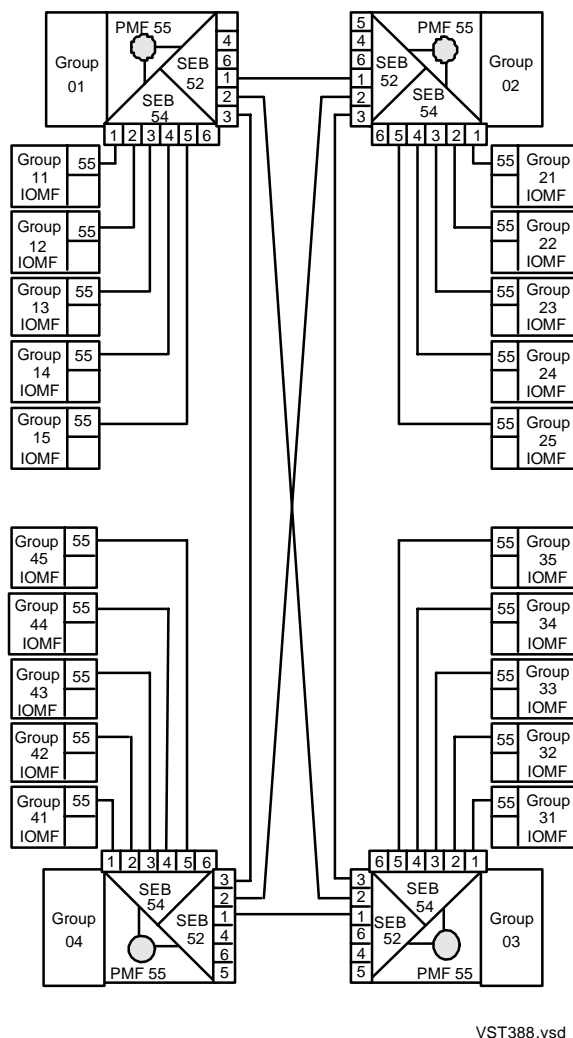 PMF 55
Group
01
SEB
52
SEB
54
4
6
1
2
3
1 2 3 4 5 6
PMF 55
Group
02
SEB
52
SEB
54
5
4
6
1
2
3
6 5 4 3 2 1
Group
11
IOMF
55
Group
12
IOMF
55
Group
13
IOMF
55
Group
14
IOMF
55
Group
15
IOMF
55
55
Group
21
IOMF
55
Group
22
IOMF
55
Group
23
IOMF
55
Group
24
IOMF
55
Group
25
IOMF
Group
45
IOMF
55
Group
44
IOMF
55
Group
43
IOMF
55
Group
42
IOMF
55
Group
41
IOMF
55
55
Group
35
IOMF
55
Group
34
IOMF
55
Group
33
IOMF
55
Group
32
IOMF
55
Group
31
IOMF
1 2 3 4 5 6
Group
04
SEB
54
SEB
52
PMF 55
3
2
1
4
6
5
6 5 4 3 2 1
3
2
1
6
4
5
SEB
54
SEB
52
PMF 55
Group
03
VST388.vsd